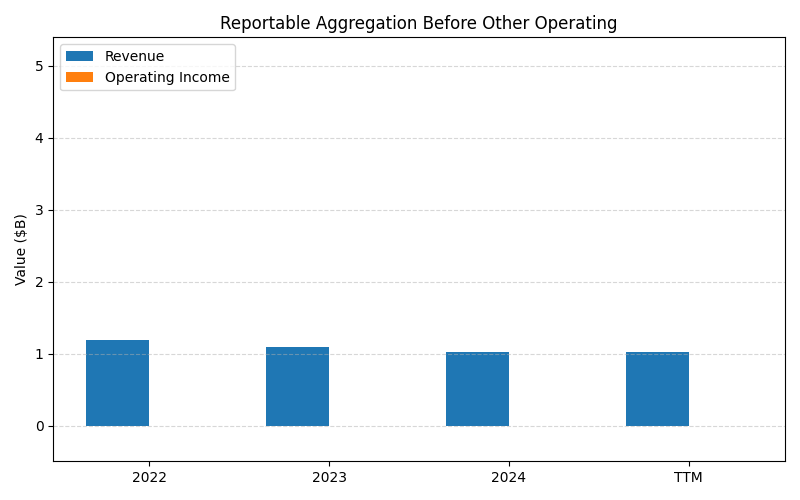 Reportable Aggregation Before Other Operating
Revenue
Operating Income
Value ($B)
5
4
3
2
1
0
2022 2023 2024 TTM